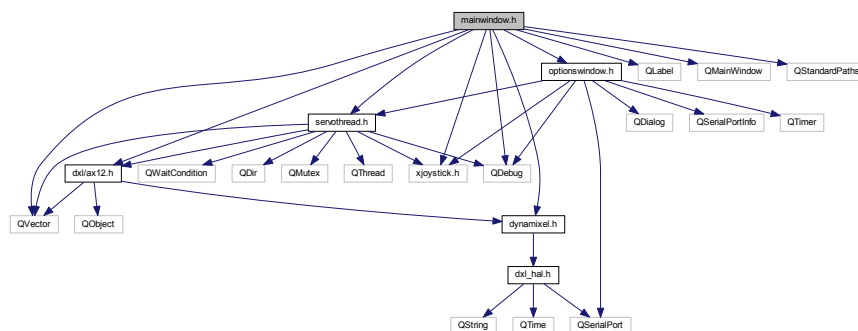 mainwindow.h
optionswindow.h
QLabel
QMainWindow
QStandardPaths
servothread.h
QDialog
QSerialPortInfo
QTimer
dxl/ax12.h
QWaitCondition
QDir
QMutex
QThread
xjoystick.h
QDebug
QVector
QObject
dynamixel.h
dxl_hal.h
QString
QTime
QSerialPort